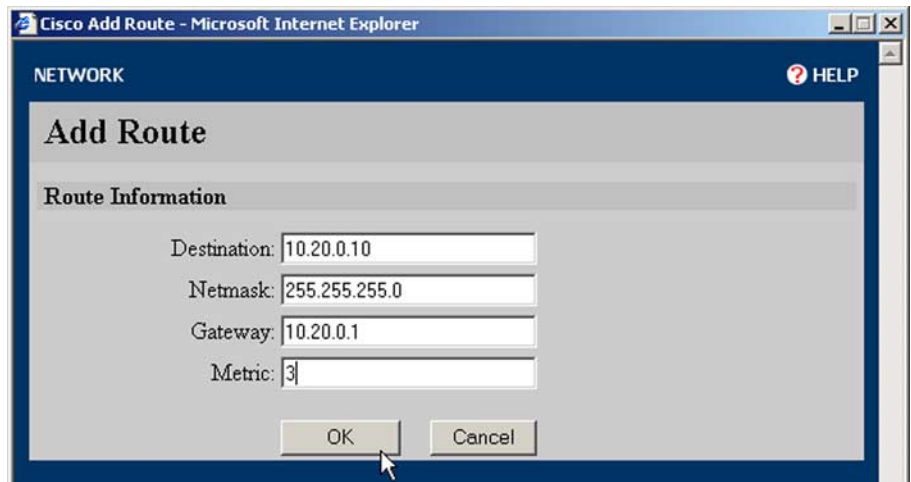 Cisco Add Route - Microsoft Internet Explorer
NETWORK
? HELP
Add Route
Route Information
Destination: 10.20.0.10
Netmask: 255.255.255.0
Gateway: 10.20.0.1
Metric: 3
OK Cancel